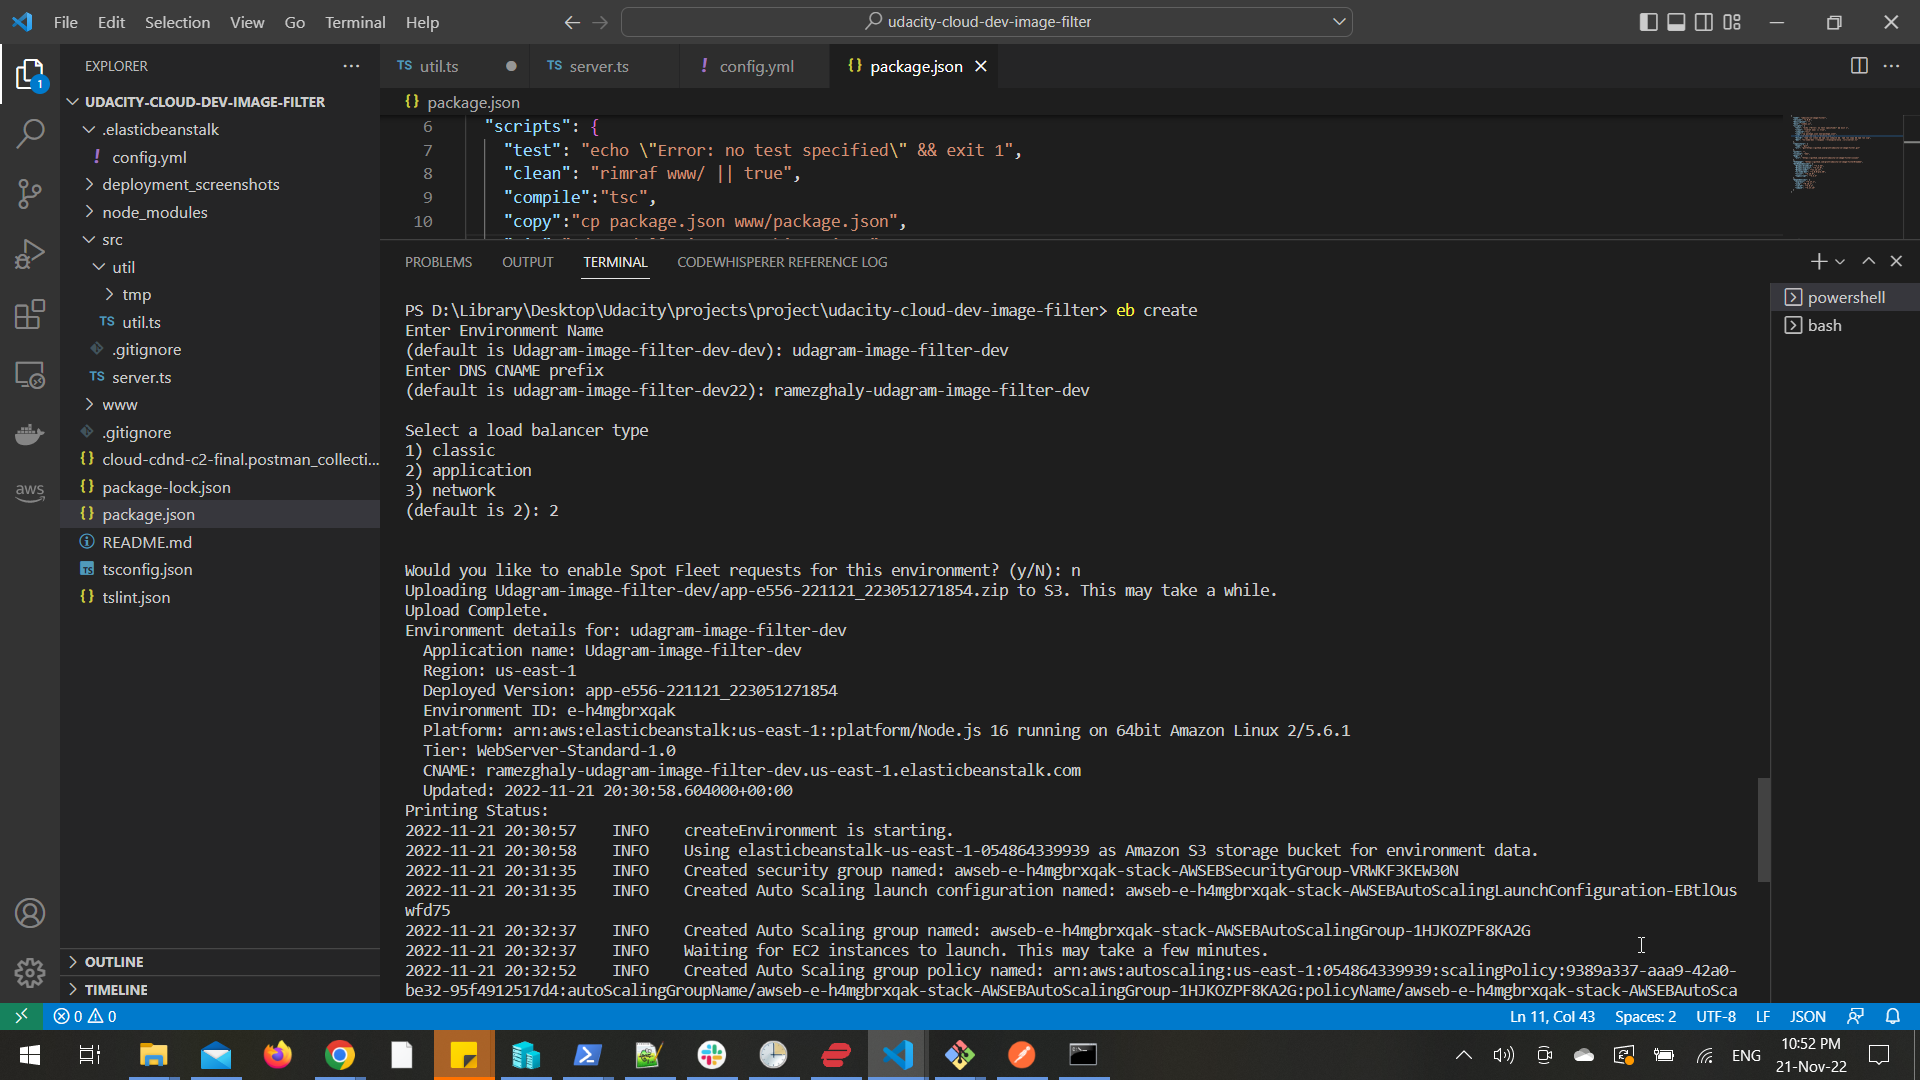 File Edit Selection View Go Terminal Help
udacity-cloud-dev-image-filter
EXPLORER
TS util.ts
TS server.ts
! config.yml
{} package.json
1
UDACITY-CLOUD-DEV-IMAGE-FILTER
.elasticbeanstalk
! config.yml
deployment_screenshots
node_modules
src
util
tmp
TS util.ts
.gitignore
TS server.ts
www
.gitignore
{} cloud-cdnd-c2-final.postman_collecti...
{} package-lock.json
{} package.json
README.md
TS tsconfig.json
{} tslint.json
OUTLINE
TIMELINE
aws
{} package.json
6 "scripts": {
7 "test": "echo \"Error: no test specified\" && exit 1",
8 "clean": "rimraf www/ || true",
9 "compile":"tsc",
10 "copy":"cp package.json www/package.json",
PROBLEMS OUTPUT TERMINAL CODEWHISPERER REFERENCE LOG
powershell
bash
PS D:\Library\Desktop\Udacity\projects\project\udacity-cloud-dev-image-filter> eb create
Enter Environment Name
(default is Udagram-image-filter-dev-dev): udagram-image-filter-dev
Enter DNS CNAME prefix
(default is udagram-image-filter-dev22): ramezghaly-udagram-image-filter-dev
Select a load balancer type
1) classic
2) application
3) network
(default is 2): 2
Would you like to enable Spot Fleet requests for this environment? (y/N): n
Uploading Udagram-image-filter-dev/app-e556-221121_223051271854.zip to S3. This may take a while.
Upload Complete.
Environment details for: udagram-image-filter-dev
Application name: Udagram-image-filter-dev
Region: us-east-1
Deployed Version: app-e556-221121_223051271854
Environment ID: e-h4mgbrxqak
Platform: arn:aws:elasticbeanstalk:us-east-1::platform/Node.js 16 running on 64bit Amazon Linux 2/5.6.1
Tier: WebServer-Standard-1.0
CNAME: ramezghaly-udagram-image-filter-dev.us-east-1.elasticbeanstalk.com
Updated: 2022-11-21 20:30:58.604000+00:00
Printing Status:
2022-11-21 20:30:57 INFO createEnvironment is starting.
2022-11-21 20:30:58 INFO Using elasticbeanstalk-us-east-1-054864339939 as Amazon S3 storage bucket for environment data.
2022-11-21 20:31:35 INFO Created security group named: awseb-e-h4mgbrxqak-stack-AWSEBSecurityGroup-VRWKF3KEW30N
2022-11-21 20:31:35 INFO Created Auto Scaling launch configuration named: awseb-e-h4mgbrxqak-stack-AWSEBAutoScalingLaunchConfiguration-EBtlOus
wfd75
2022-11-21 20:32:37 INFO Created Auto Scaling group named: awseb-e-h4mgbrxqak-stack-AWSEBAutoScalingGroup-1HJKOZPF8KA2G
2022-11-21 20:32:37 INFO Waiting for EC2 instances to launch. This may take a few minutes.
2022-11-21 20:32:52 INFO Created Auto Scaling group policy named: arn:aws:autoscaling:us-east-1:054864339939:scalingPolicy:9389a337-aaa9-42a0-
be32-95f4912517d4:autoScalingGroupName/awseb-e-h4mgbrxqak-stack-AWSEBAutoScalingGroup-1HJKOZPF8KA2G:policyName/awseb-e-h4mgbrxqak-stack-AWSEBAutoSca
0 0
Ln 11, Col 43 Spaces: 2 UTF-8 LF JSON
ENG
10:52 PM
21-Nov-22